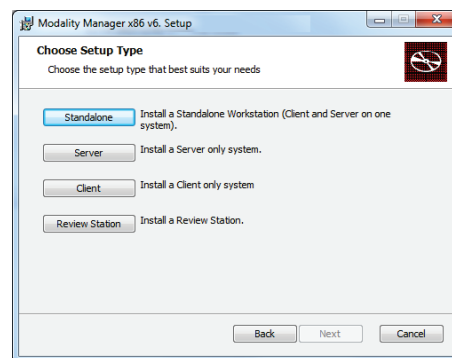 Modality Manager x86 v6. Setup
Choose Setup Type
Choose the setup type that best suits your needs
Standalone
Install a Standalone Workstation (Client and Server on one
system).
Server
Install a Server only system.
Client
Install a Client only system
Review Station
Install a Review Station.
Back
Next
Cancel